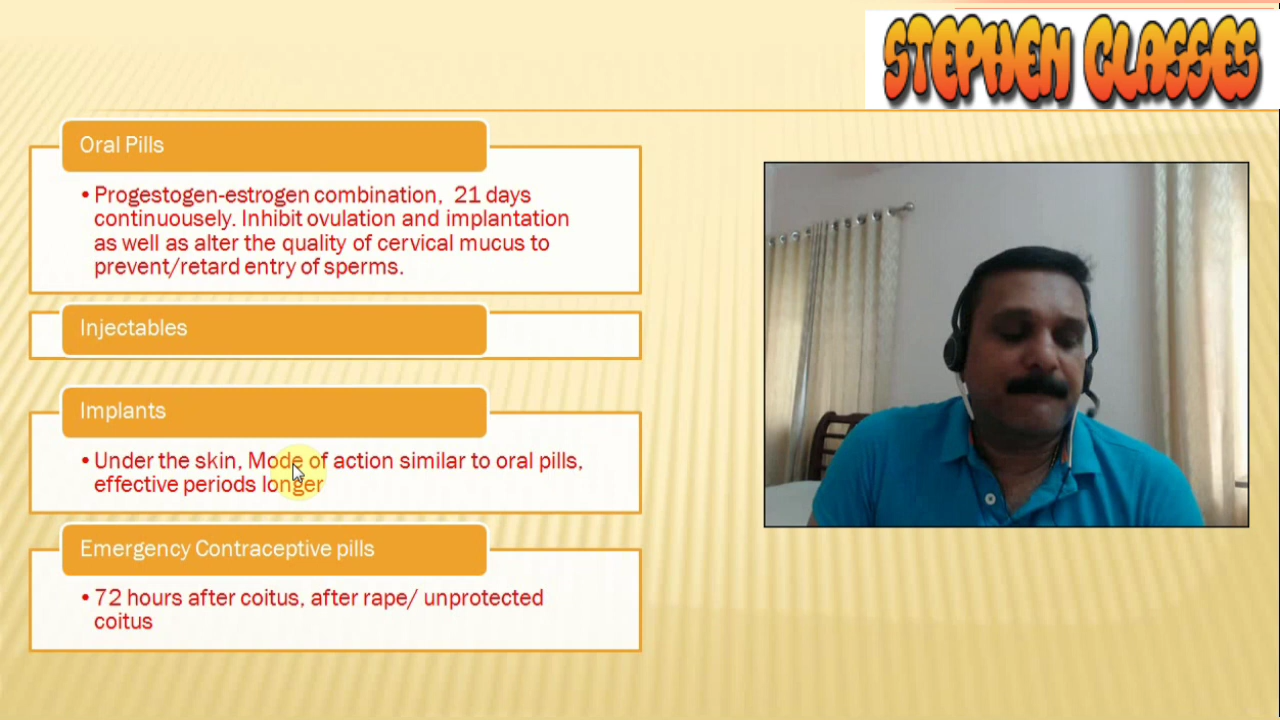 STEPHEN CLASSES
Oral Pills
• Progestogen-estrogen combination, 21 days
continuousely. Inhibit ovulation and implantation
as well as alter the quality of cervical mucus to
prevent/retard entry of sperms.
Injectables
Implants
• Under the skin, Mode of action similar to oral pills,
effective periods longer
Emergency Contraceptive pills
• 72 hours after coitus, after rape/ unprotected
coitus